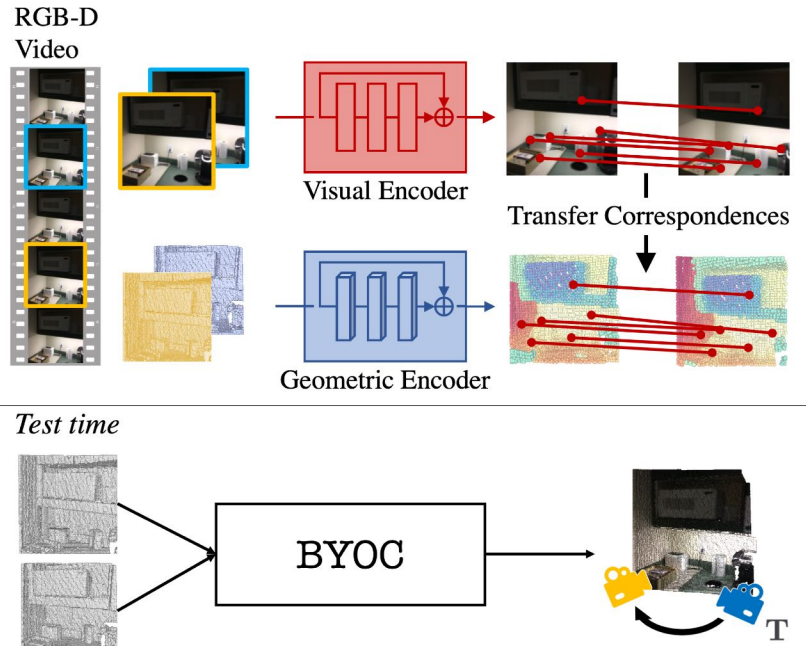 RGB-D
Video
Visual Encoder
Transfer Correspondences
Geometric Encoder
Test time
BYOC
T